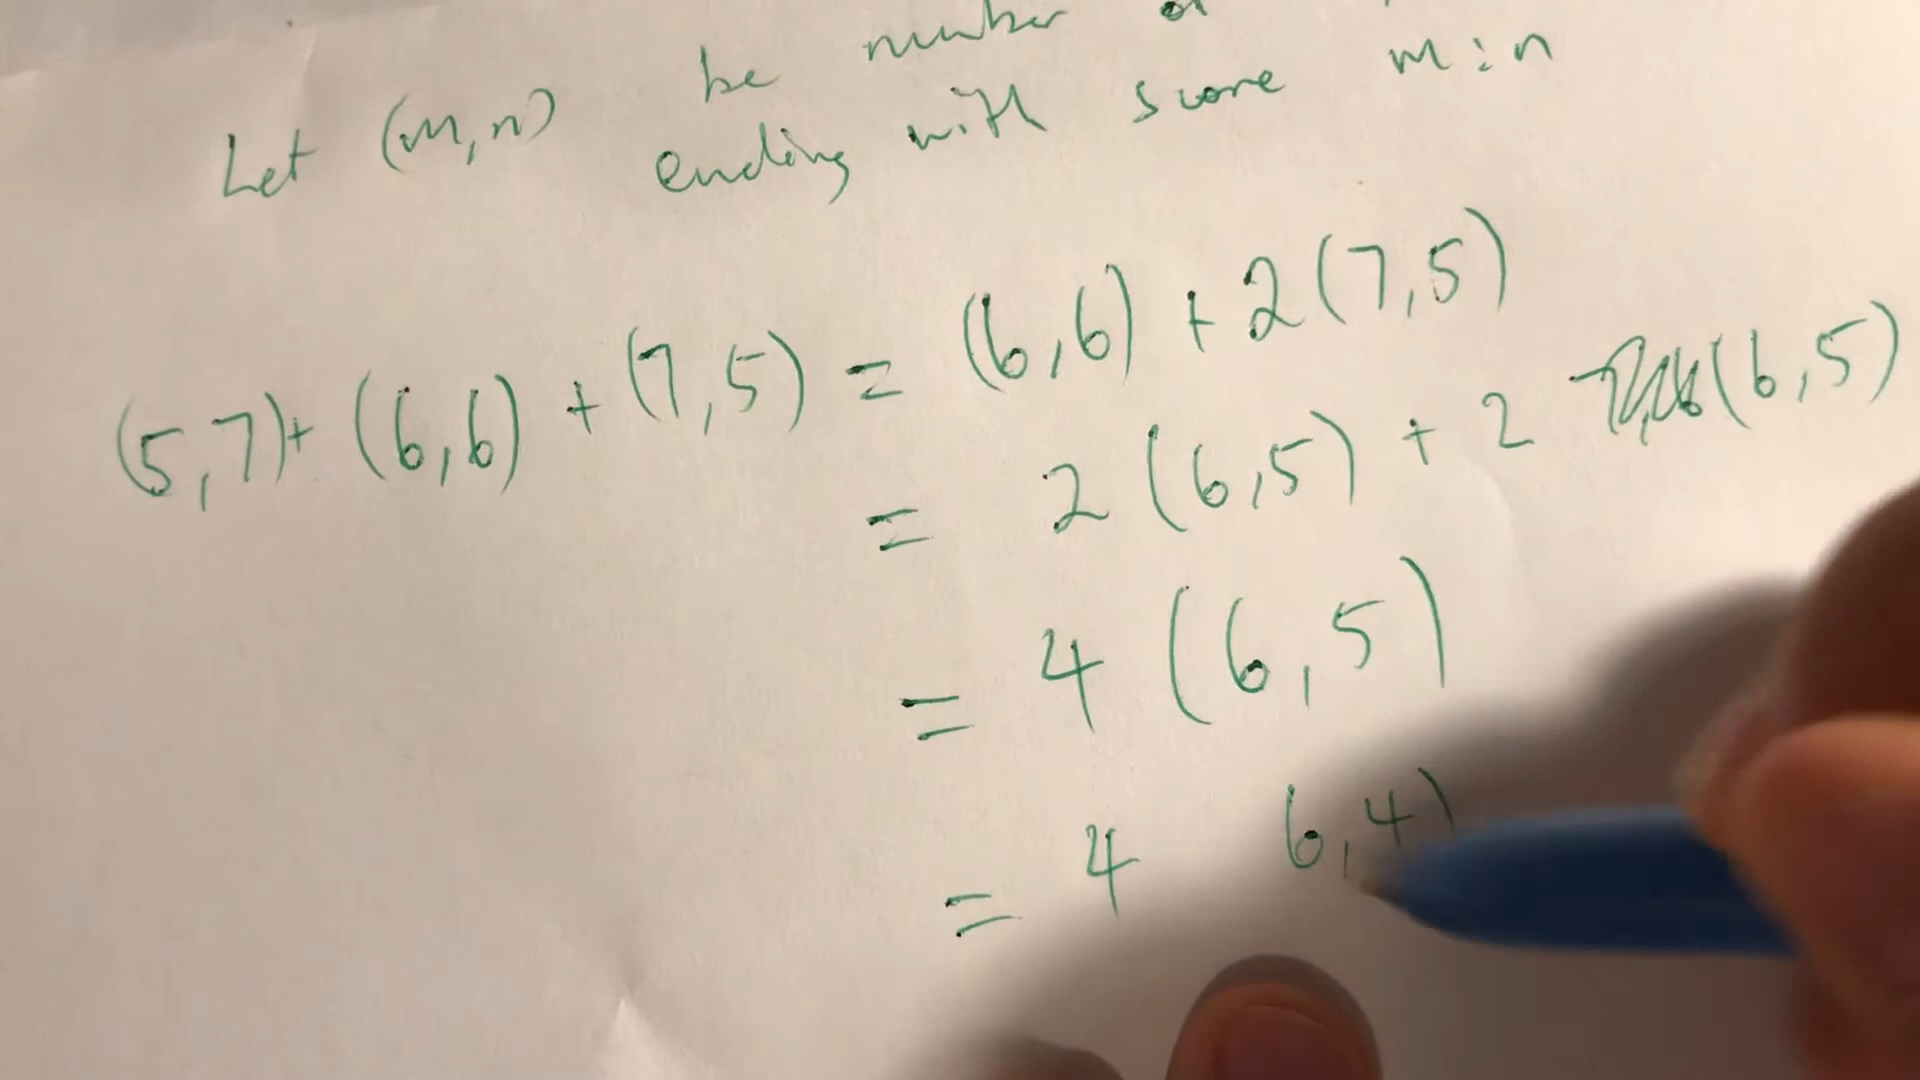 Let (m,n) be number
ending with score m:n
(5,7)+ (6,6) + (7,5) = (6,6) + 2(7,5)
= 2 (6,5) + 2 (6,5)
= 4 (6,5)
= 4 6,4)